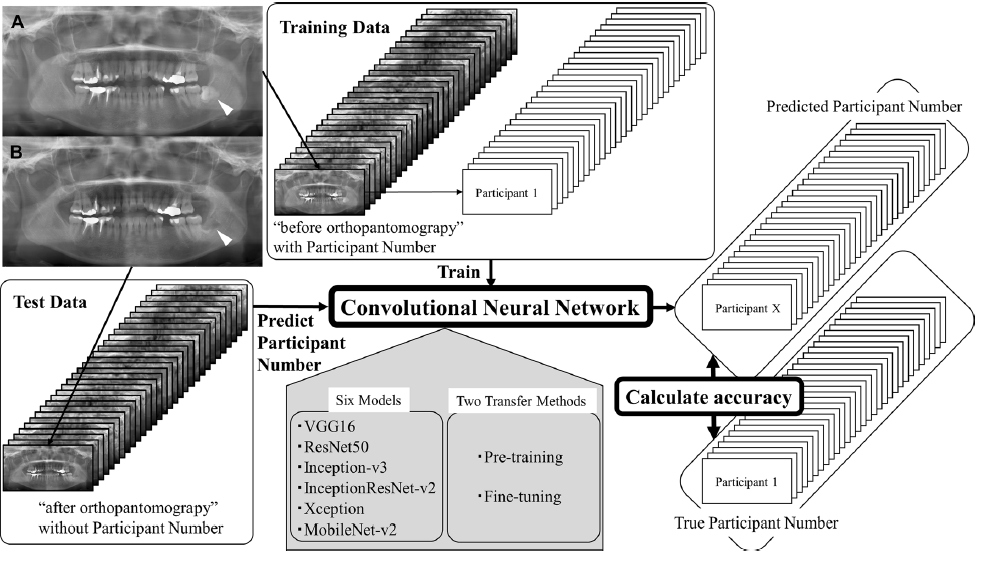 A
B
Training Data
Participant 1
“before orthopantomograpy”
with Participant Number
Train
Test Data
“after orthopantomograpy”
without Participant Number
Predict
Participant
Number
Convolutional Neural Network
Six Models
・VGG16
・ResNet50
・Inception-v3
・InceptionResNet-v2
・Xception
・MobileNet-v2
Two Transfer Methods
・Pre-training
・Fine-tuning
Predicted Participant Number
Participant X
Calculate accuracy
Participant 1
True Participant Number